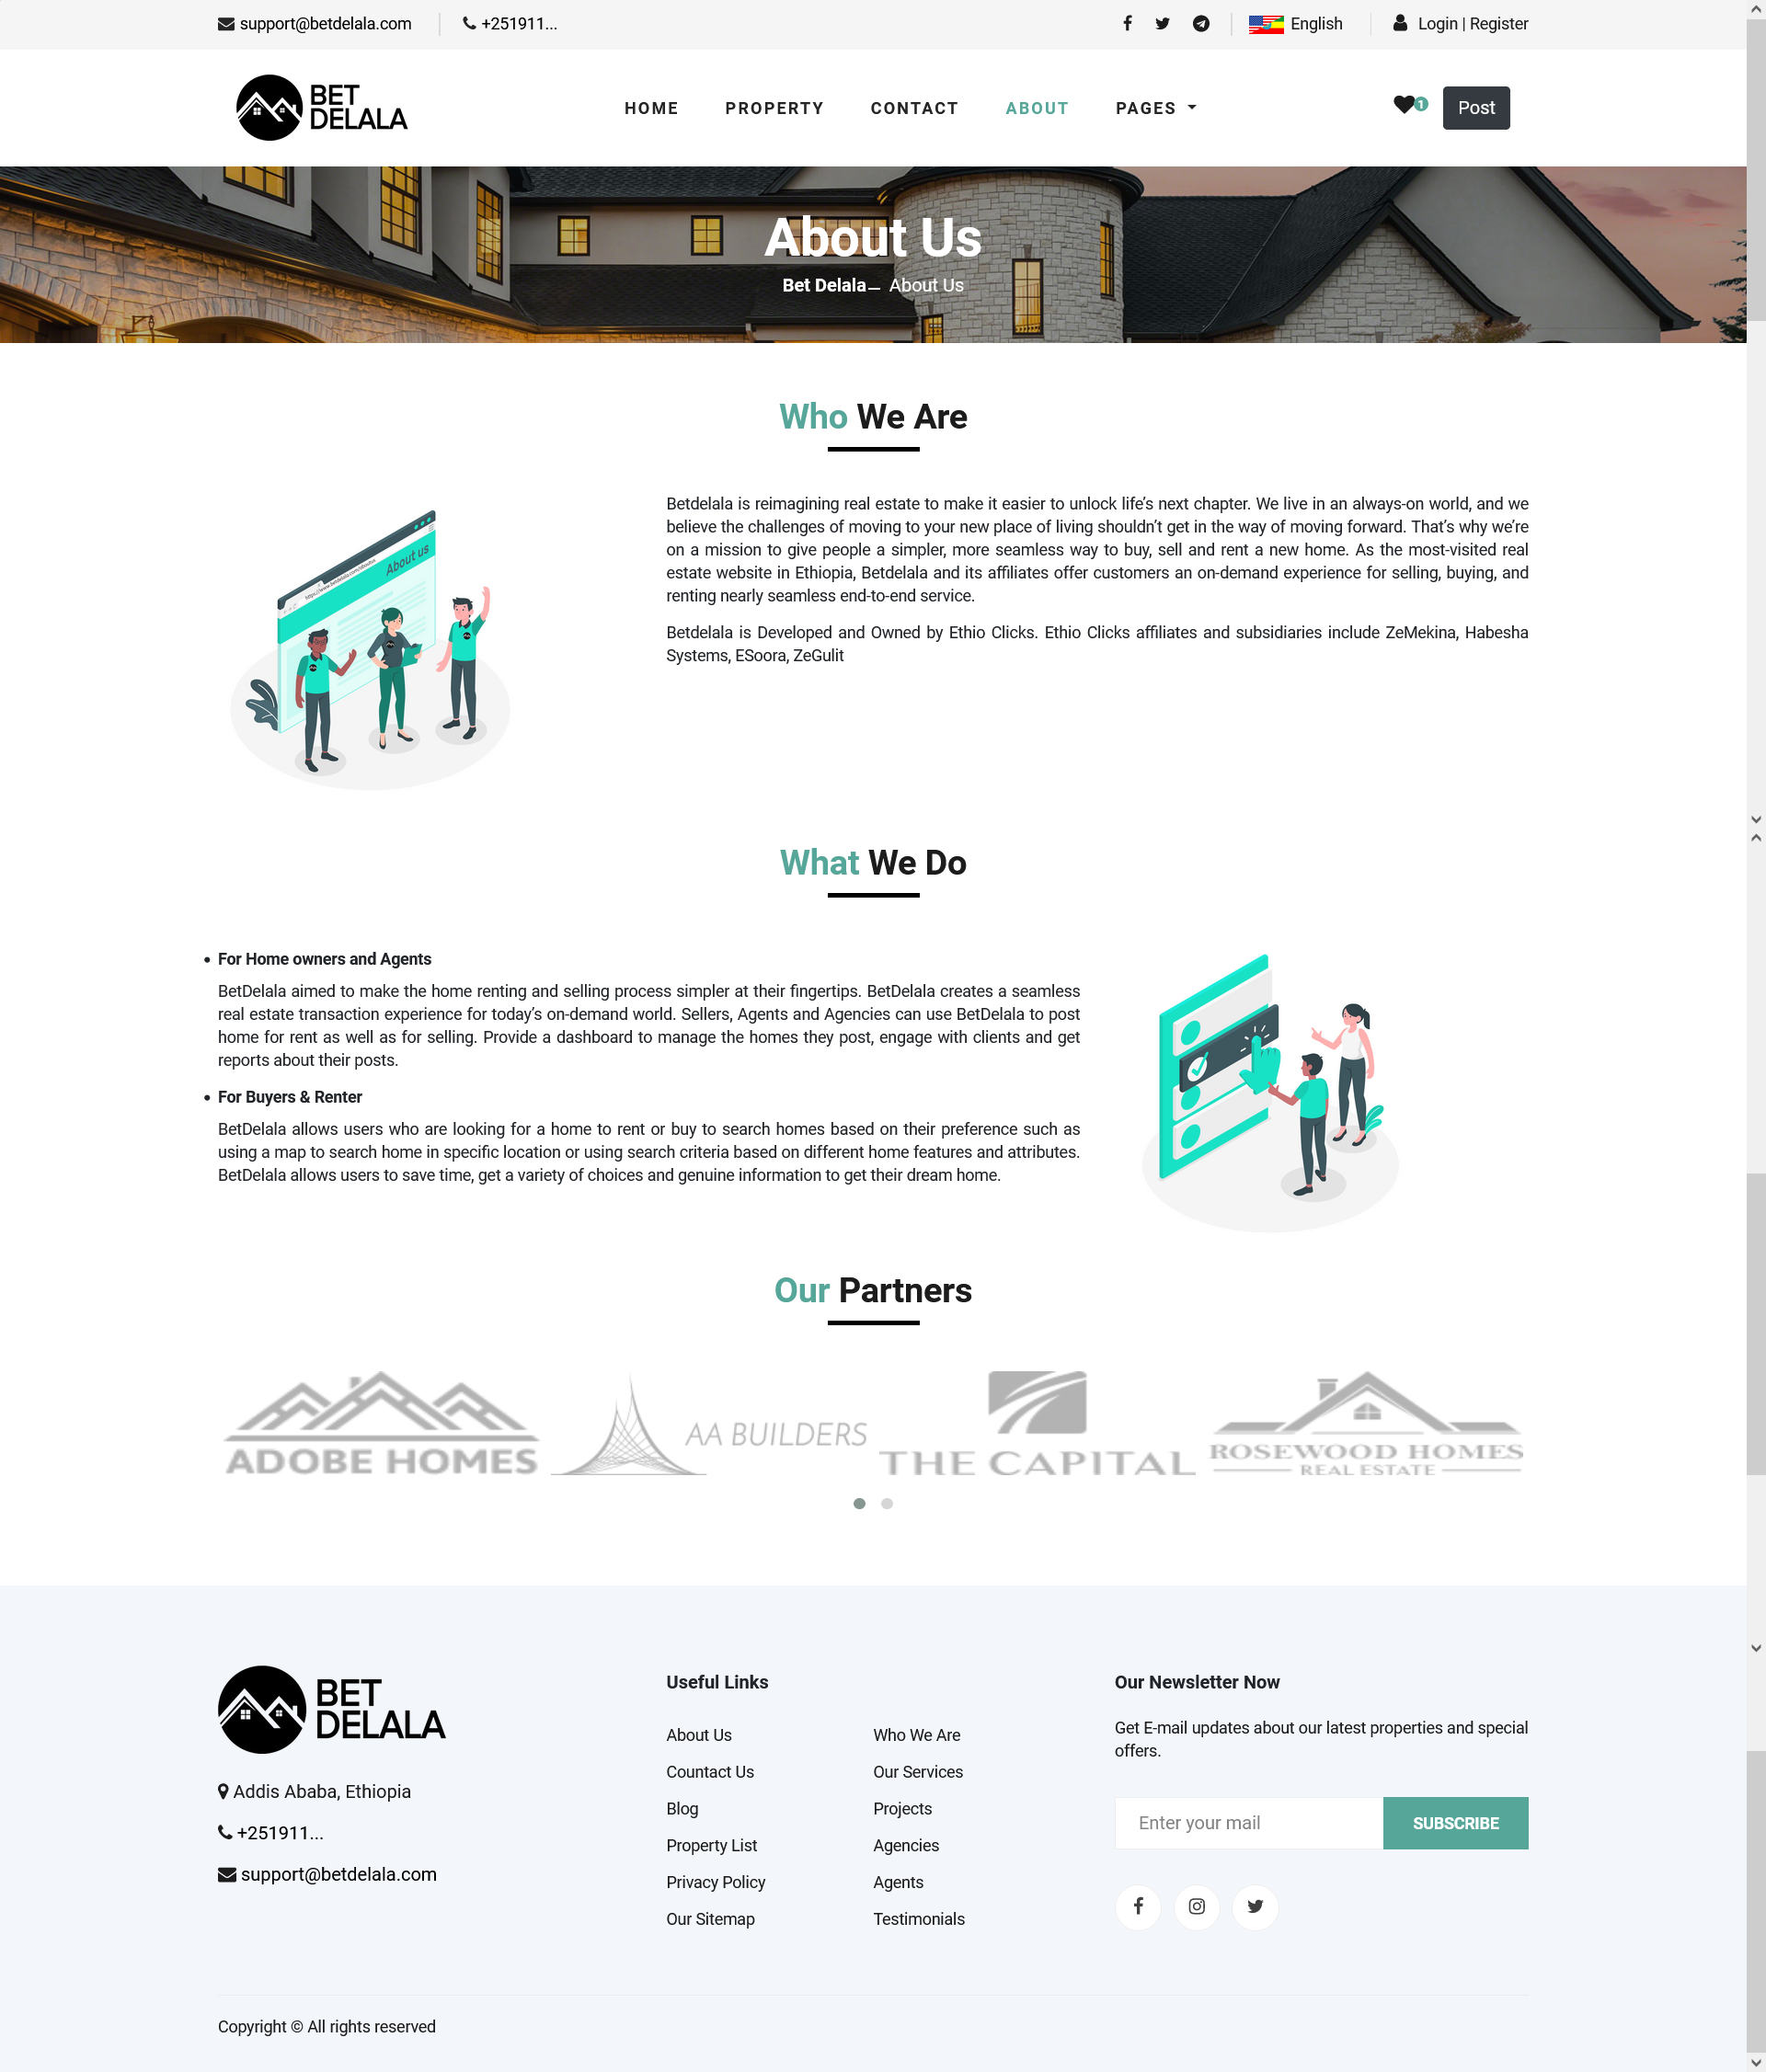 support@betdelala.com
+251911...
English
Login | Register
BET
DELALA
HOME
PROPERTY
CONTACT
ABOUT
PAGES
1
Post
About Us
Bet Delala— About Us
Who We Are
Betdelala is reimagining real estate to make it easier to unlock life’s next chapter. We live in an always-on world, and we
believe the challenges of moving to your new place of living shouldn’t get in the way of moving forward. That’s why we’re
on a mission to give people a simpler, more seamless way to buy, sell and rent a new home. As the most-visited real
estate website in Ethiopia, Betdelala and its affiliates offer customers an on-demand experience for selling, buying, and
renting nearly seamless end-to-end service.
Betdelala is Developed and Owned by Ethio Clicks. Ethio Clicks affiliates and subsidiaries include ZeMekina, Habesha
Systems, ESoora, ZeGulit
https://www.betdelala.com/aboutus
About us
What We Do
• For Home owners and Agents
BetDelala aimed to make the home renting and selling process simpler at their fingertips. BetDelala creates a seamless
real estate transaction experience for today’s on-demand world. Sellers, Agents and Agencies can use BetDelala to post
home for rent as well as for selling. Provide a dashboard to manage the homes they post, engage with clients and get
reports about their posts.
• For Buyers & Renter
BetDelala allows users who are looking for a home to rent or buy to search homes based on their preference such as
using a map to search home in specific location or using search criteria based on different home features and attributes.
BetDelala allows users to save time, get a variety of choices and genuine information to get their dream home.
Our Partners
ADOBE HOMES
AA BUILDERS
THE CAPITAL
ROSEWOOD HOMES
REAL ESTATE
BET
DELALA
Addis Ababa, Ethiopia
+251911...
support@betdelala.com
Useful Links
About Us
Countact Us
Blog
Property List
Privacy Policy
Our Sitemap
Who We Are
Our Services
Projects
Agencies
Agents
Testimonials
Our Newsletter Now
Get E-mail updates about our latest properties and special
offers.
Enter your mail
SUBSCRIBE
Copyright © All rights reserved